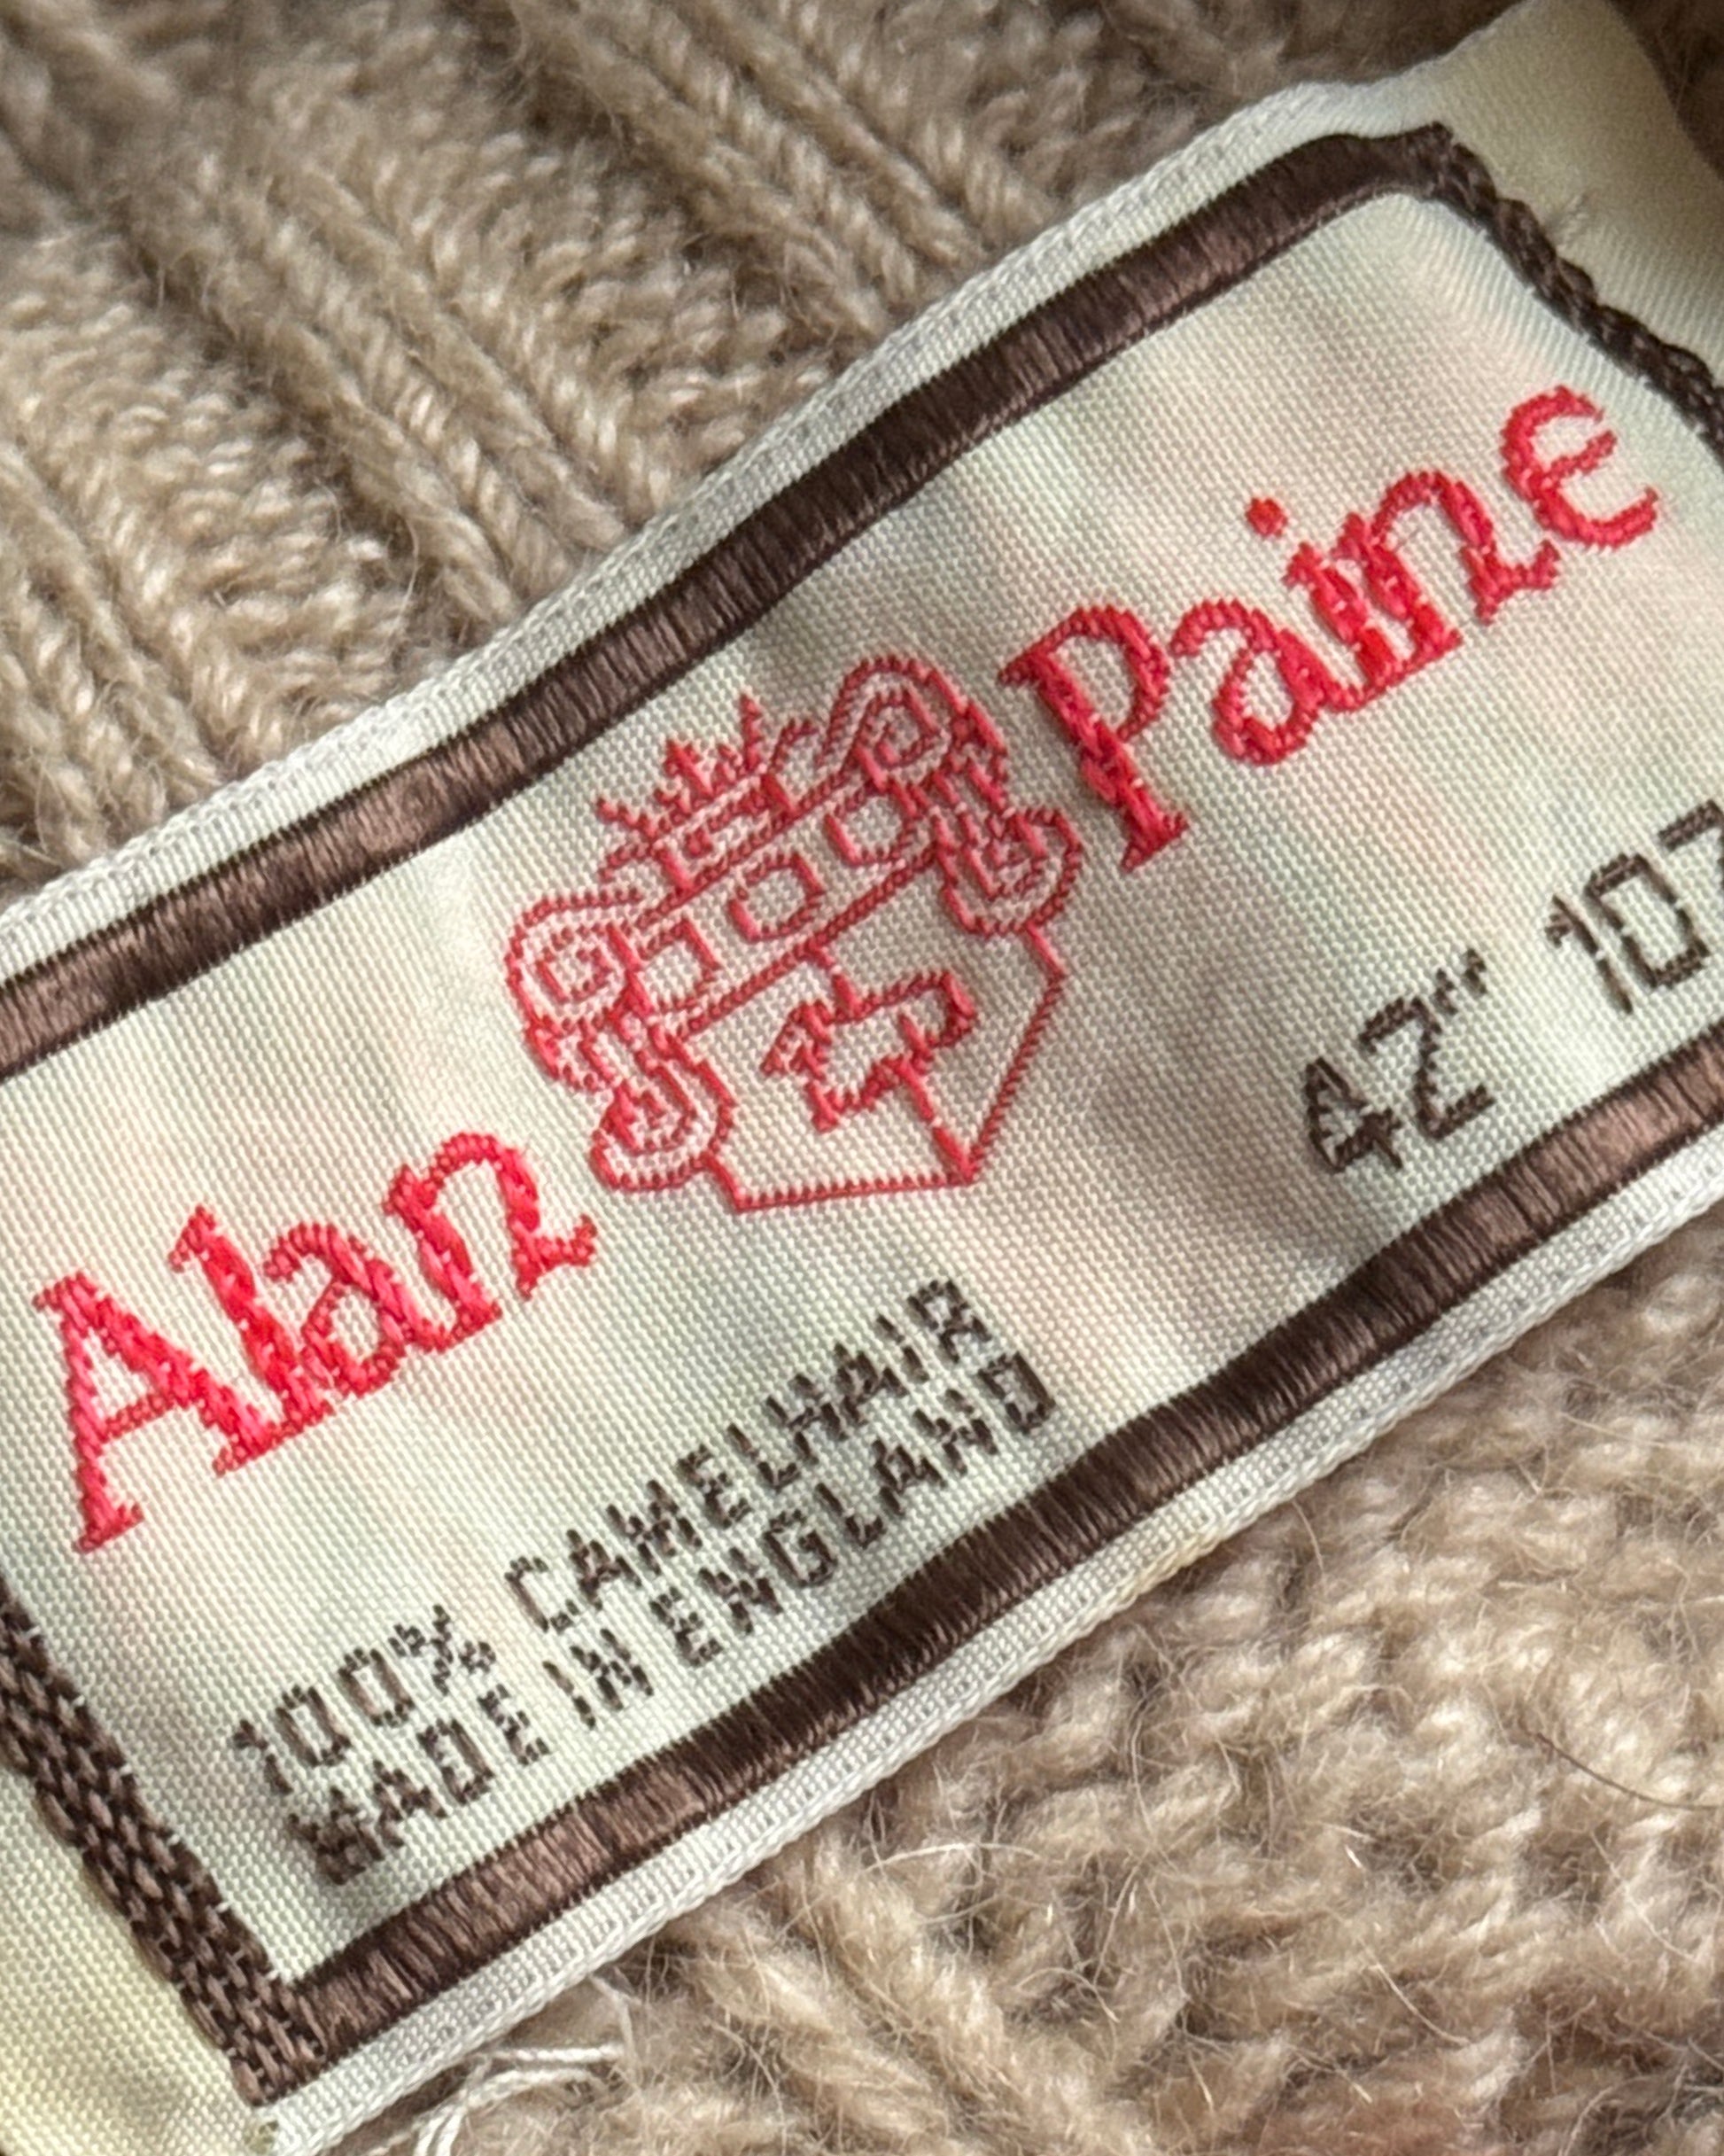 Alan Paine
42" 107
100% CAMELHAIR
MADE IN ENGLAND